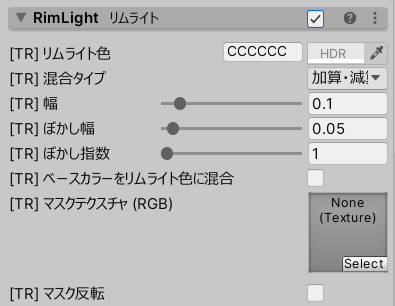 RimLight リムライト
[TR] リムライト色 CCCCCC HDR
[TR] 混合タイプ 加算・減算
[TR] 幅 0.1
[TR] ぼかし幅 0.05
[TR] ぼかし指数 1
[TR] ベースカラーをリムライト色に混合
[TR] マスクテクスチャ (RGB) None
(Texture)
Select
[TR] マスク反転